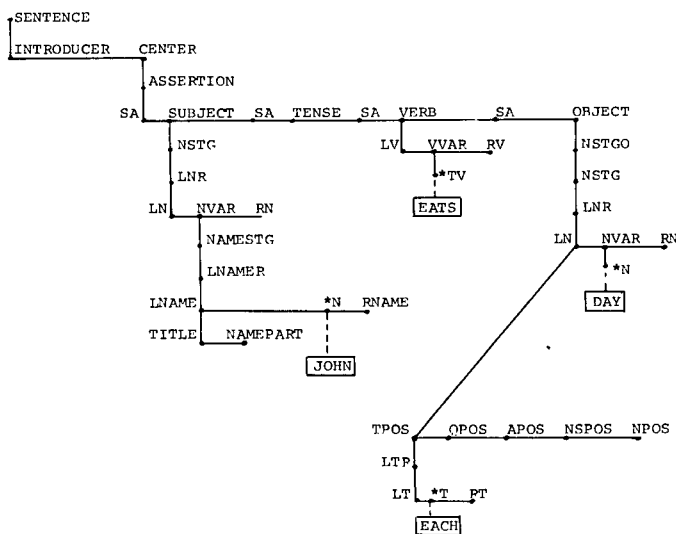 SENTENCE
INTRODUCER CENTER
ASSERTION
SA SUBJECT SA TENSE SA VERB SA OBJECT
NSTG LV VVAR RV NSTGO
LNR *TV NSTG
LN NVAR RN EATS LNR
NAMESTG LN NVAR RN
LNAMER *N
LNAME *N RNAME DAY
TITLE NAMEPART
JOHN
TPOS QPOS APOS NSPOS NPOS
LTR
LT *T RT
EACH